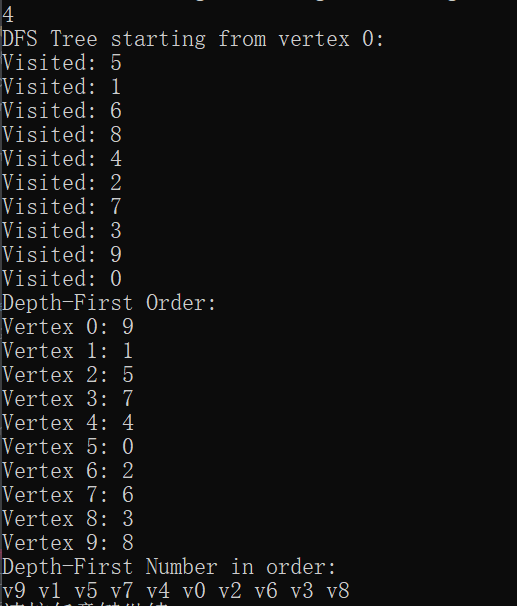 4
DFS Tree starting from vertex 0:
Visited: 5
Visited: 1
Visited: 6
Visited: 8
Visited: 4
Visited: 2
Visited: 7
Visited: 3
Visited: 9
Visited: 0
Depth-First Order:
Vertex 0: 9
Vertex 1: 1
Vertex 2: 5
Vertex 3: 7
Vertex 4: 4
Vertex 5: 0
Vertex 6: 2
Vertex 7: 6
Vertex 8: 3
Vertex 9: 8
Depth-First Number in order:
v9 v1 v5 v7 v4 v0 v2 v6 v3 v8